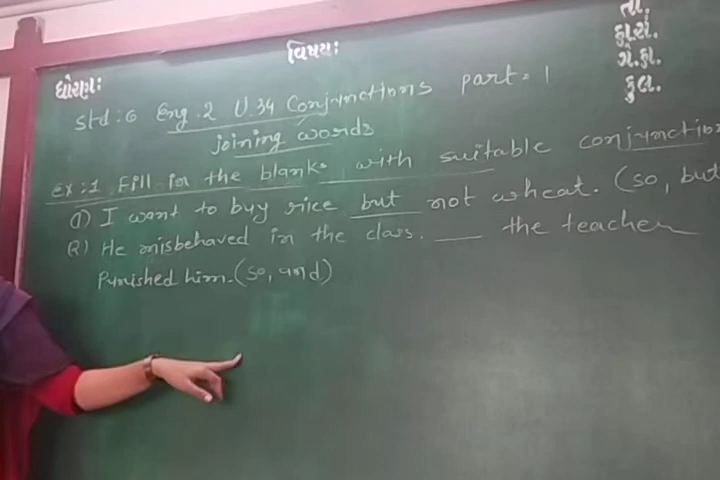 ધોરણ:
વિષય:
તા.
ક્રા.સં.
ગે.હા.
કુલ.
Std:6 Eng.2 U.34 Conjunctions part-1
joining words
Ex:1 Fill in the blanks with suitable conjunction
(1) I want to buy rice but not wheat. (so, but
(2) He misbehaved in the class. ___ the teacher
Punished him. (so, and)